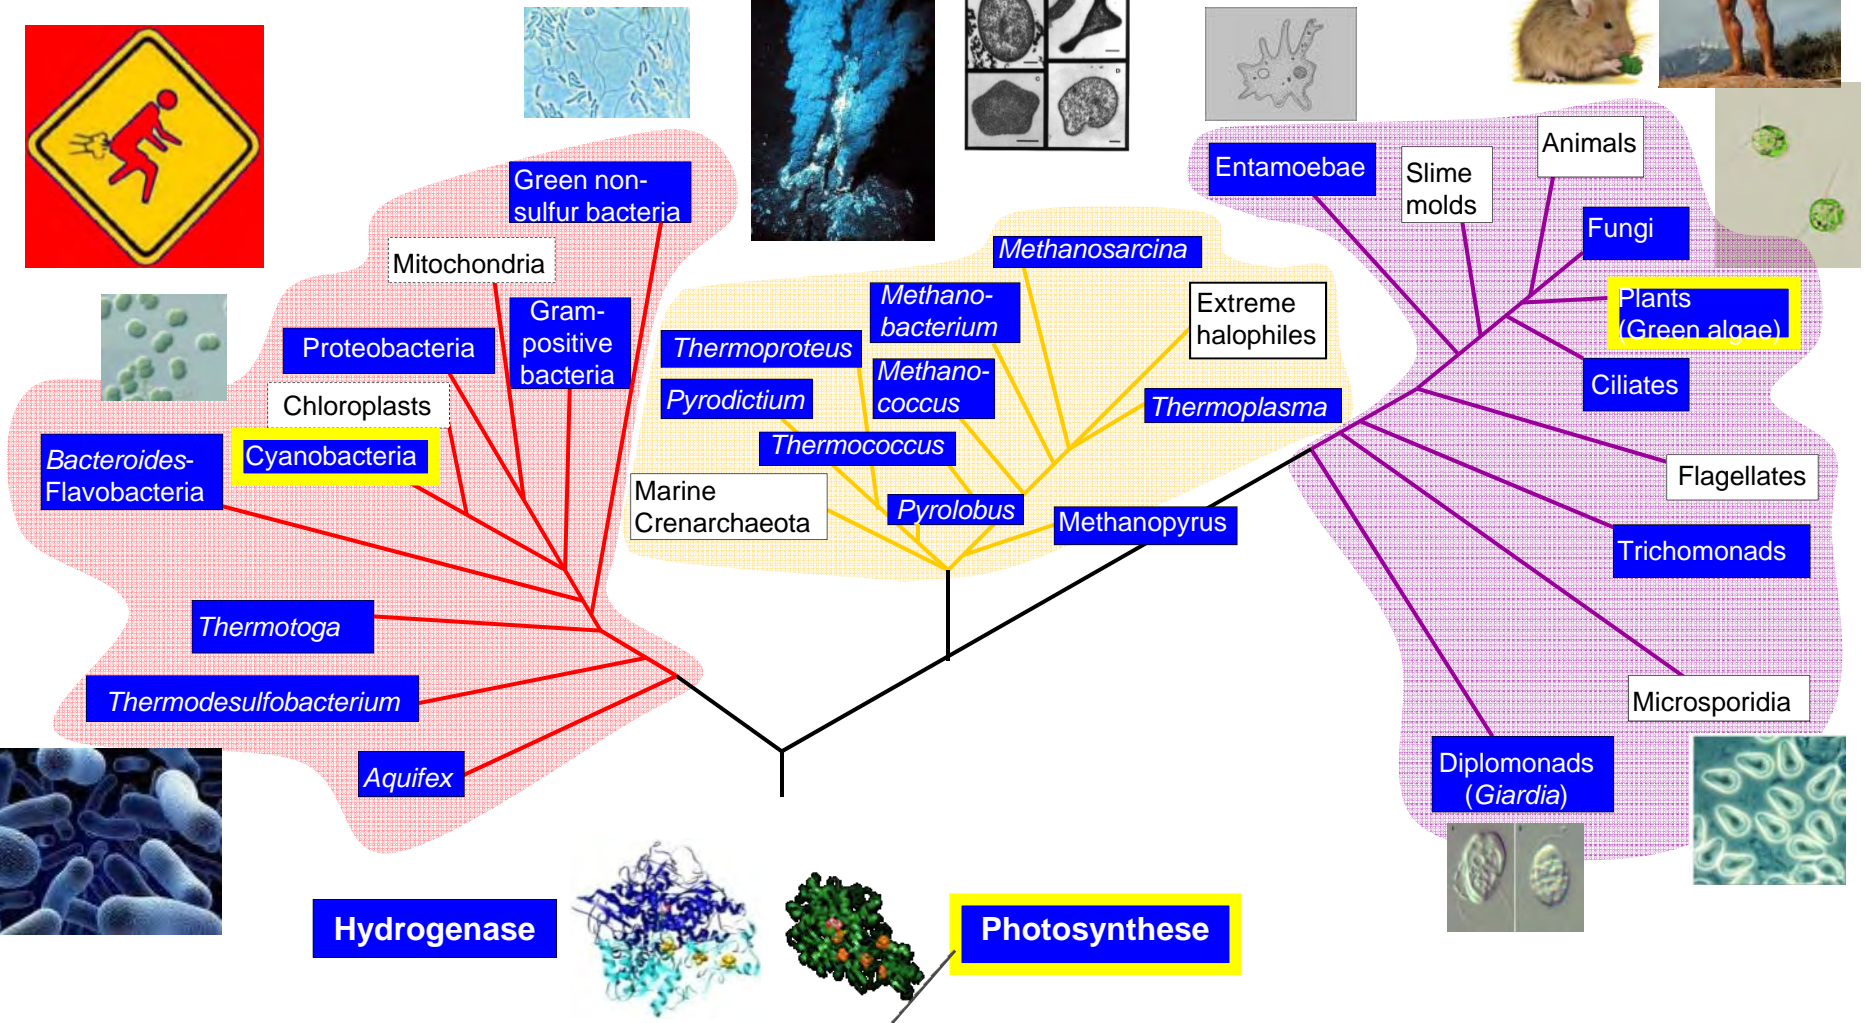 Green non-
sulfur bacteria
Mitochondria
Gram-
positive
bacteria
Proteobacteria
Chloroplasts
Cyanobacteria
Bacteroides-
Flavobacteria
Thermotoga
Thermodesulfobacterium
Aquifex
Methanosarcina
Methano-
bacterium
Extreme
halophiles
Thermoproteus
Methano-
coccus
Pyrodictium
Thermoplasma
Thermococcus
Marine
Crenarchaeota
Pyrolobus
Methanopyrus
Entamoebae
Slime
molds
Animals
Fungi
Plants
(Green algae)
Ciliates
Flagellates
Trichomonads
Microsporidia
Diplomonads
(Giardia)
Hydrogenase
Photosynthese